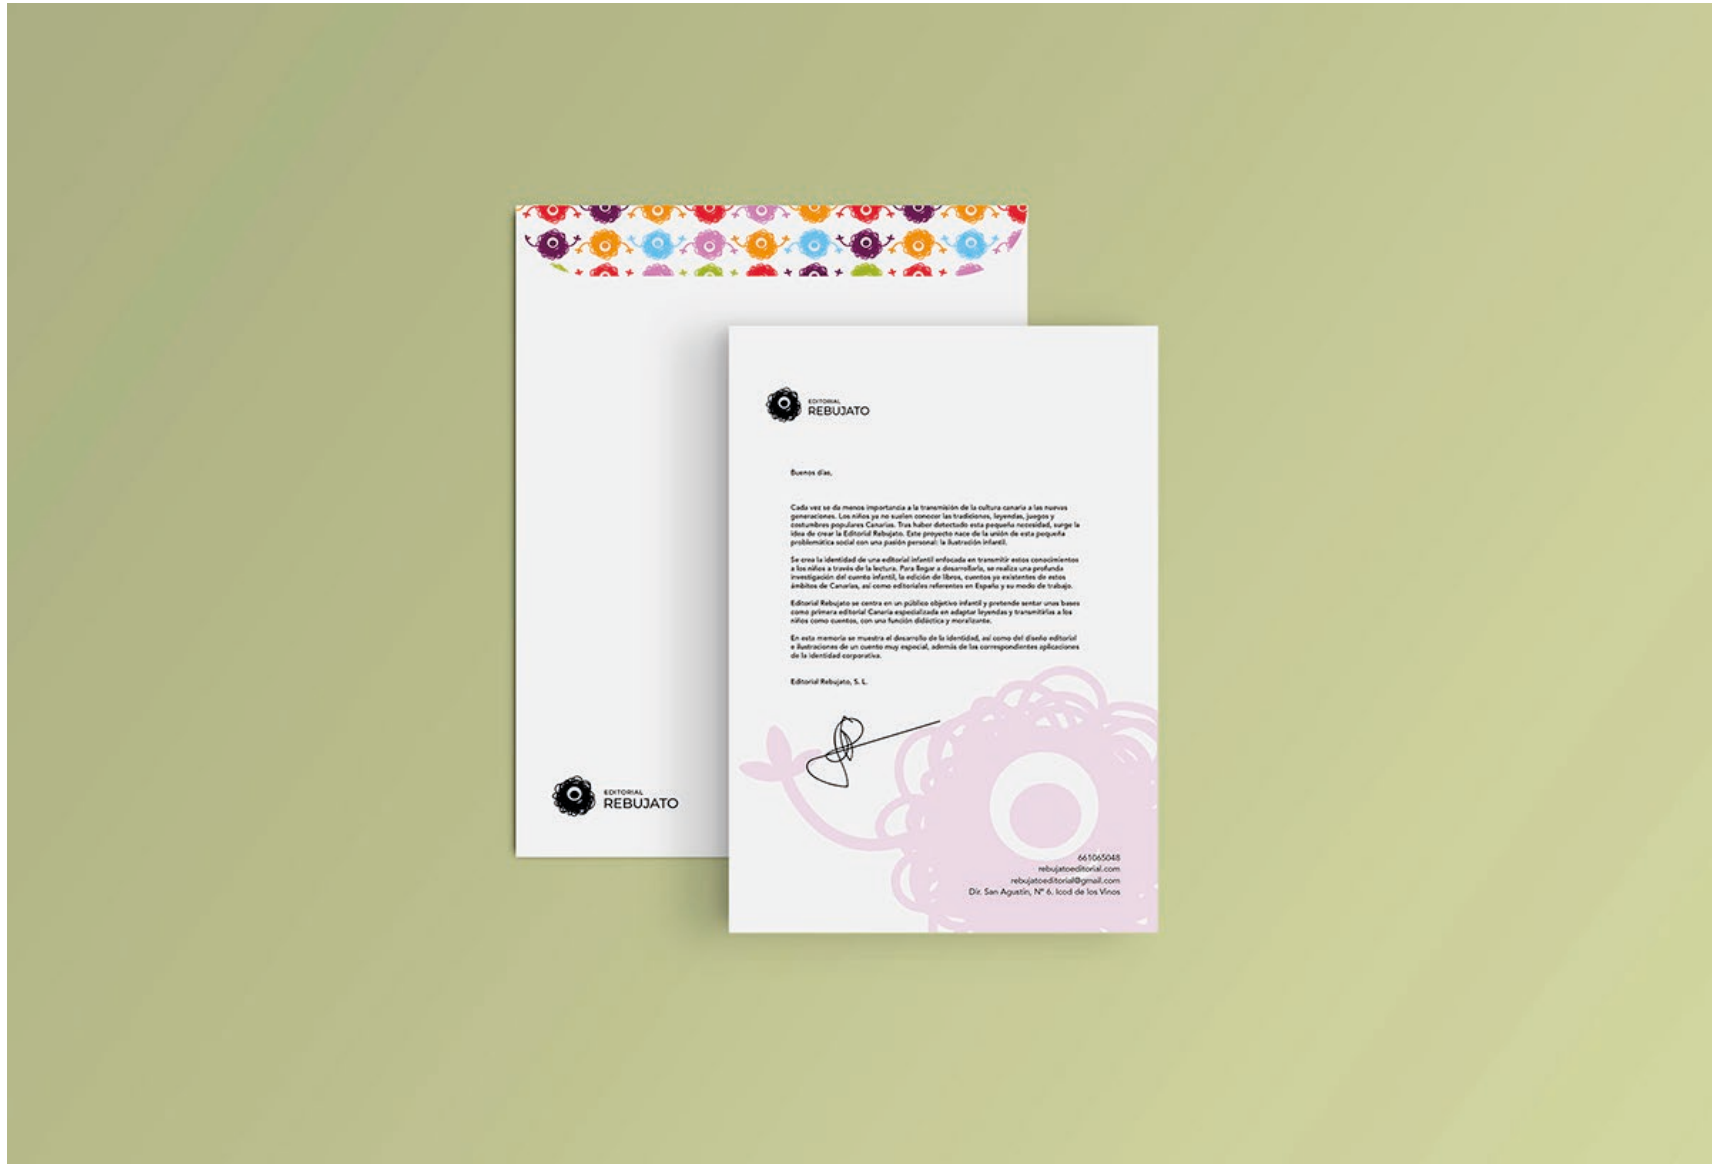 EDITORIAL
REBUJATO
Buenos días,
Cada vez se da menos importancia a la transmisión de la cultura canaria a las nuevas
generaciones. Los niños ya no suelen conocer las tradiciones, leyendas, juegos y
costumbres populares Canarias. Tras haber detectado esta pequeña necesidad, surge la
idea de crear la Editorial Rebujato. Este proyecto nace de la unión de esta pequeña
problemática social con una pasión personal: la ilustración infantil.
Se crea la identidad de una editorial infantil enfocada en transmitir estos conocimientos
a los niños a través de la lectura. Para llegar a desarrollarla, se realiza una profunda
investigación del cuento infantil, la edición de libros, cuentos ya existentes de estos
ámbitos de Canarias, así como editoriales referentes en España y su modo de trabajo.
Editorial Rebujato se centra en un público objetivo infantil y pretende sentar unas bases
como primera editorial Canaria especializada en adaptar leyendas y transmitirlas a los
niños como cuentos, con una función didáctica y moralizante.
En esta memoria se muestra el desarrollo de la identidad, así como del diseño editorial
e ilustraciones de un cuento muy especial, además de las correspondientes aplicaciones
de la identidad corporativa.
Editorial Rebujato, S. L.
661065048
rebujatoeditorial.com
rebujatoeditorial@gmail.com
Dir. San Agustín, Nº 6. Icod de los Vinos
EDITORIAL
REBUJATO